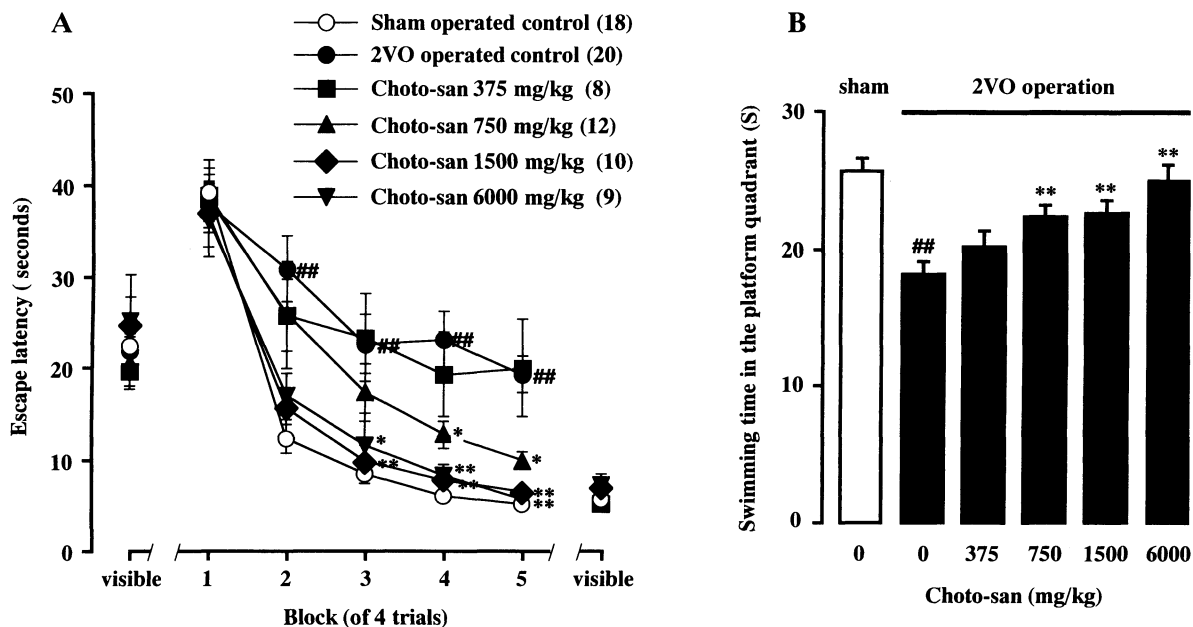 A
Sham operated control (18)
2VO operated control (20)
Choto-san 375 mg/kg (8)
Choto-san 750 mg/kg (12)
Choto-san 1500 mg/kg (10)
Choto-san 6000 mg/kg (9)
Escape latency ( seconds)
50
40
30
20
10
0
##
##
##
##
*
**
*
**
**
*
**
**
visible 1 2 3 4 5 visible
Block (of 4 trials)
B
sham 2VO operation
Swimming time in the platform quadrant (S)
30
20
10
0
##
**
**
**
0 0 375 750 1500 6000
Choto-san (mg/kg)